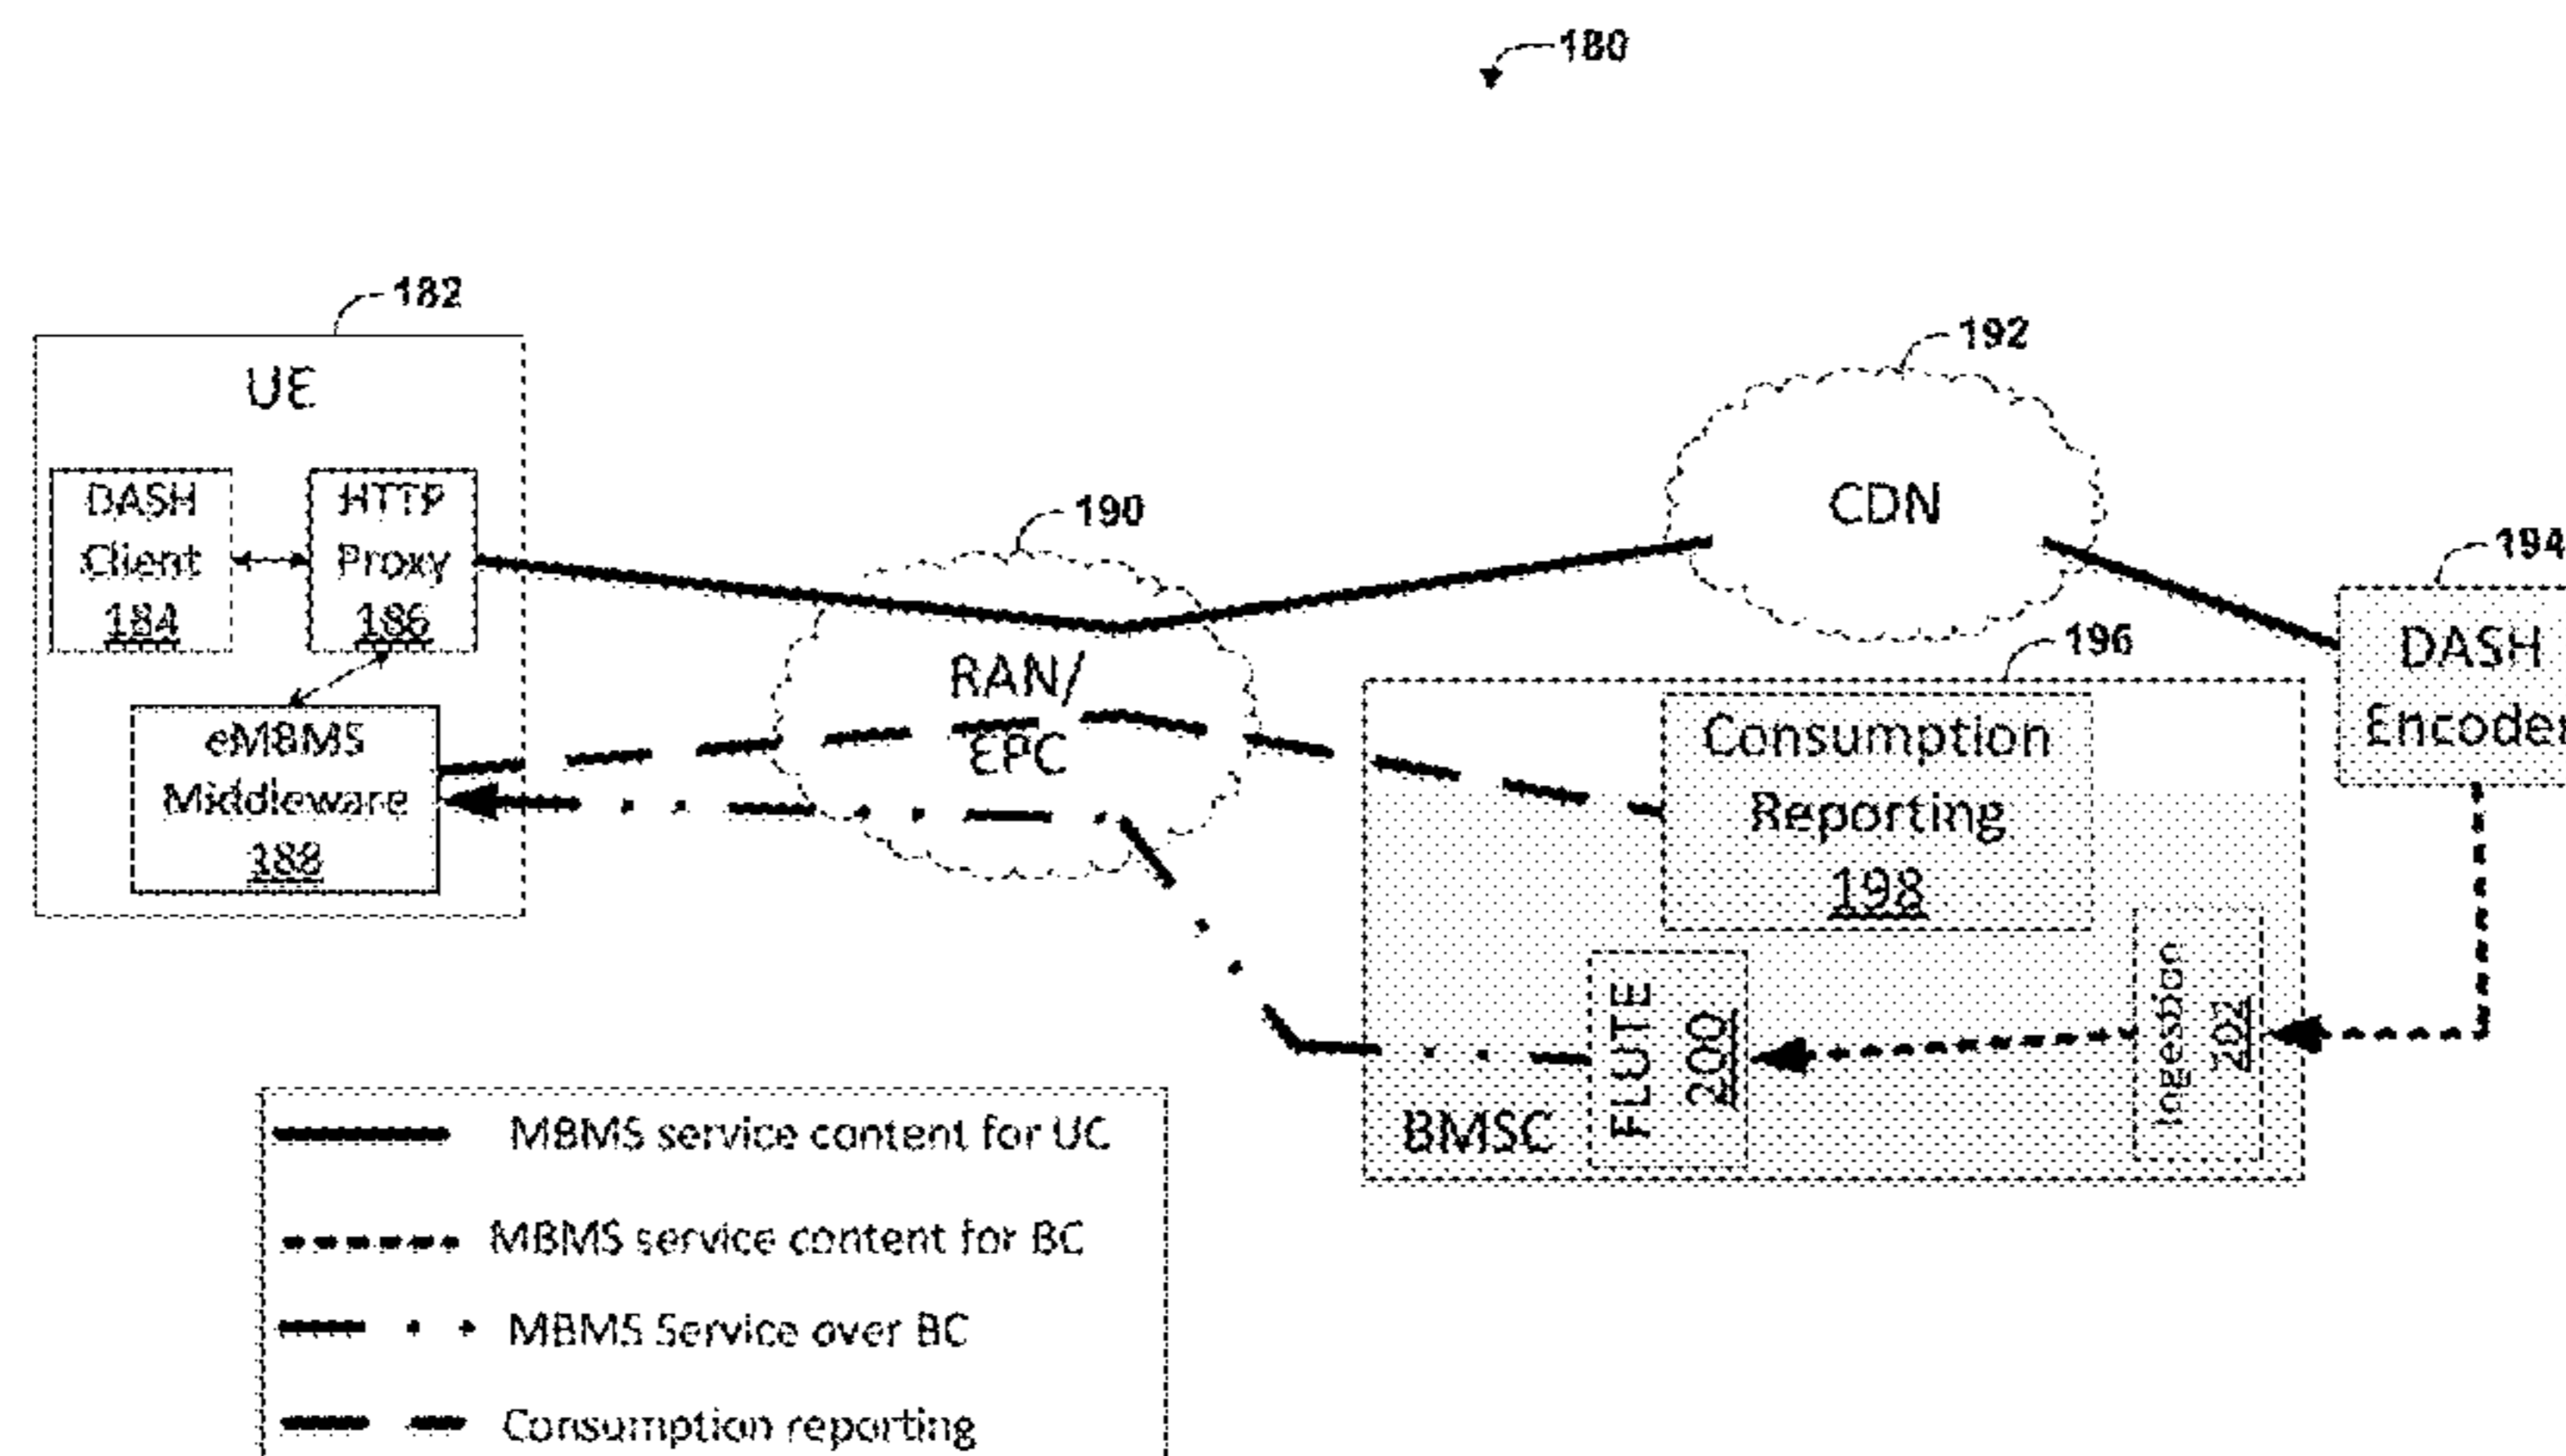 180
182
UE
DASH
Client
184
HTTP
Proxy
186
eMBMS
Middleware
188
190
RAN/
EPC
192
CDN
194
DASH
Encoder
196
Consumption
Reporting
198
FLUTE
200
Ingestion
202
BMSC
MBMS service content for UC
MBMS service content for BC
MBMS Service over BC
Consumption reporting